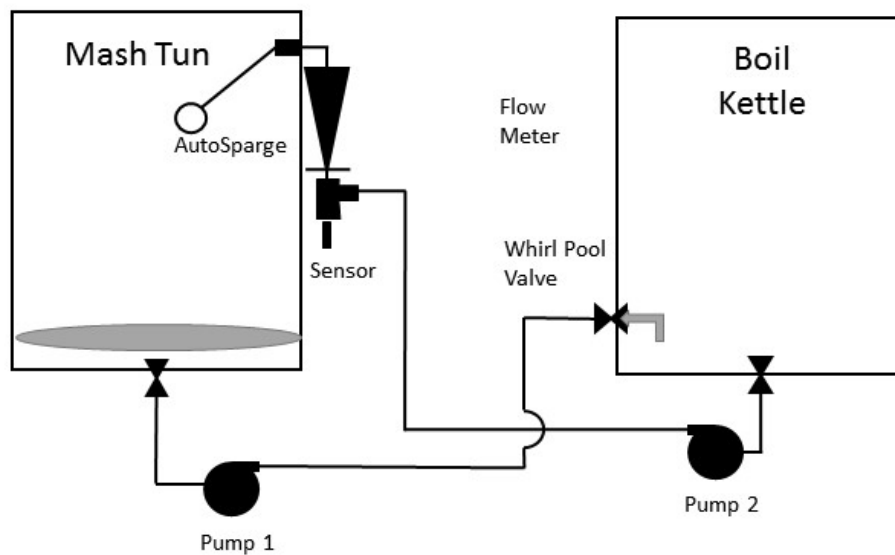 Mash Tun
AutoSparge
Sensor
Flow
Meter
Whirl Pool
Valve
Boil
Kettle
Pump 1
Pump 2